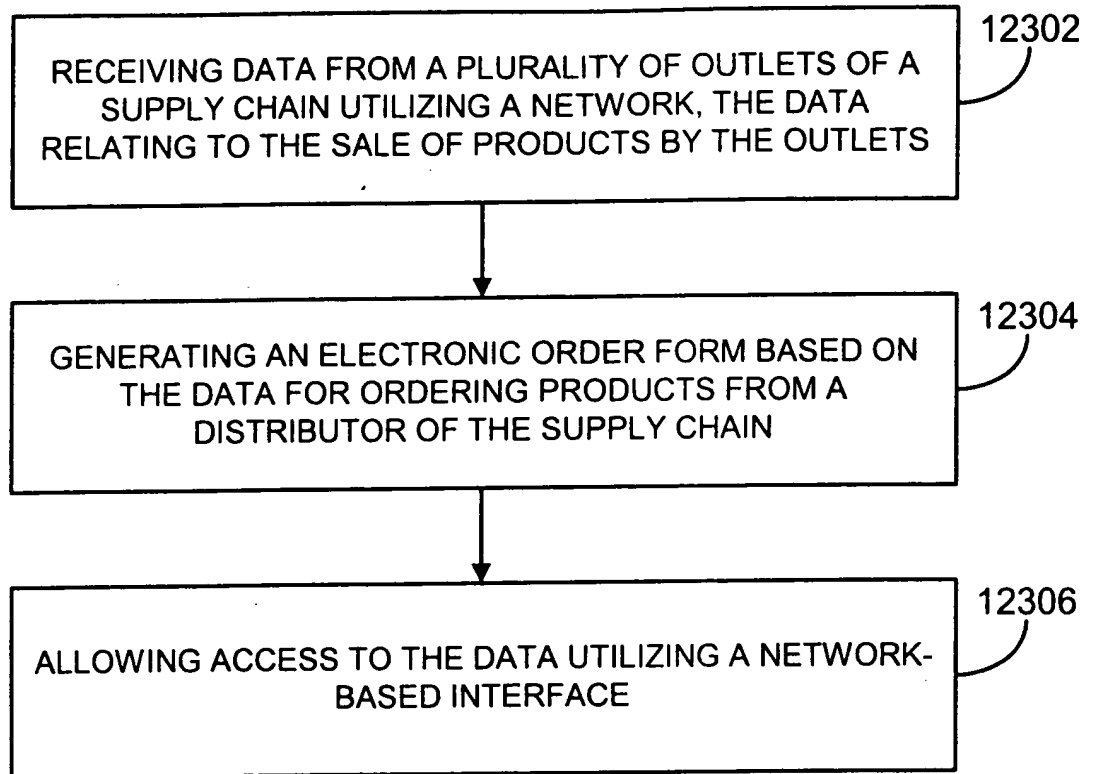 12302
RECEIVING DATA FROM A PLURALITY OF OUTLETS OF A
SUPPLY CHAIN UTILIZING A NETWORK, THE DATA
RELATING TO THE SALE OF PRODUCTS BY THE OUTLETS
12304
GENERATING AN ELECTRONIC ORDER FORM BASED ON
THE DATA FOR ORDERING PRODUCTS FROM A
DISTRIBUTOR OF THE SUPPLY CHAIN
12306
ALLOWING ACCESS TO THE DATA UTILIZING A NETWORK-
BASED INTERFACE